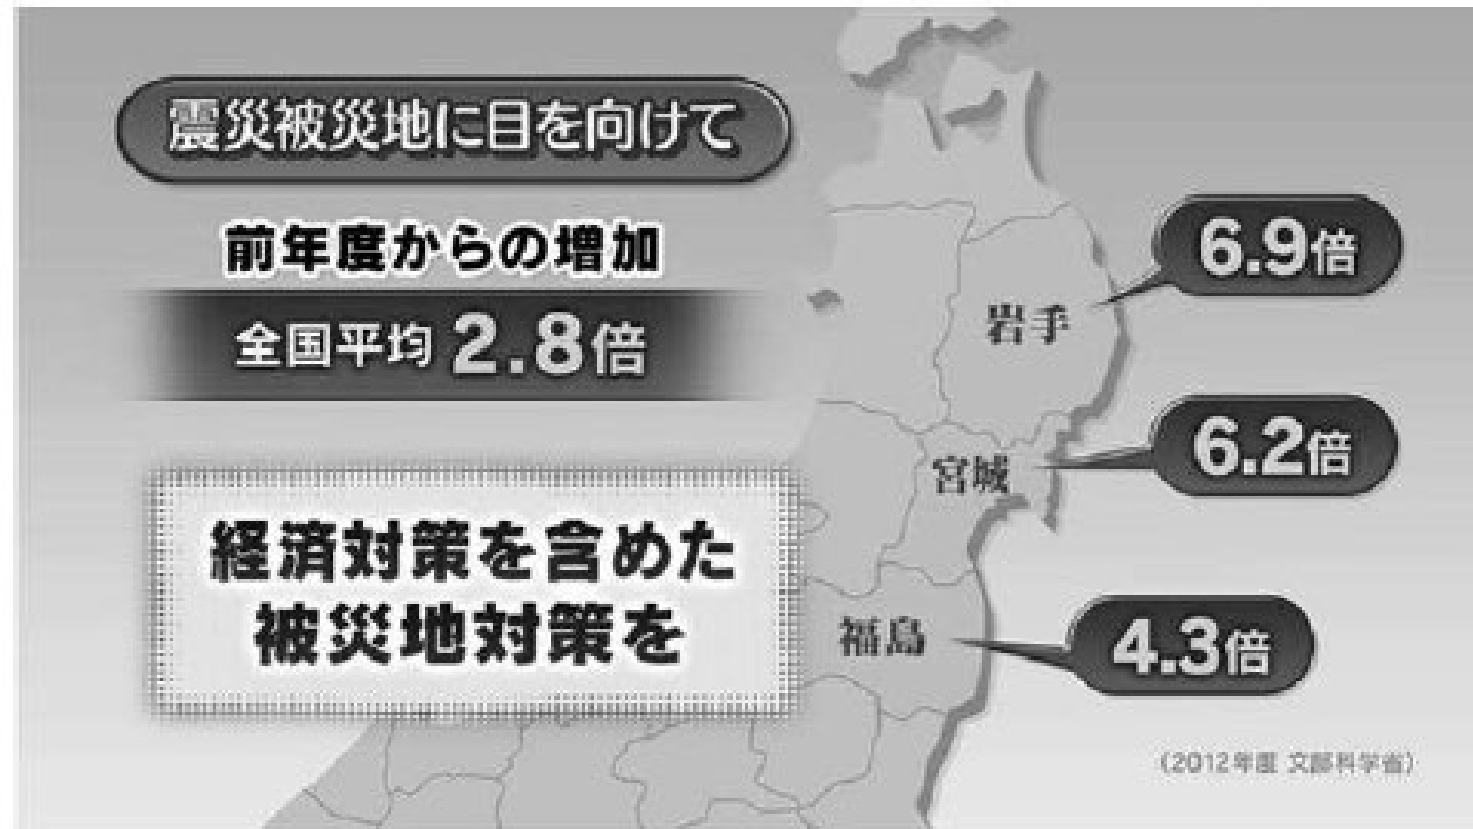 震災被災地に目を向けて
前年度からの増加
全国平均 2.8倍
経済対策を含めた
被災地対策を
岩手
6.9倍
宮城
6.2倍
福島
4.3倍
(2012年度 文部科学省)